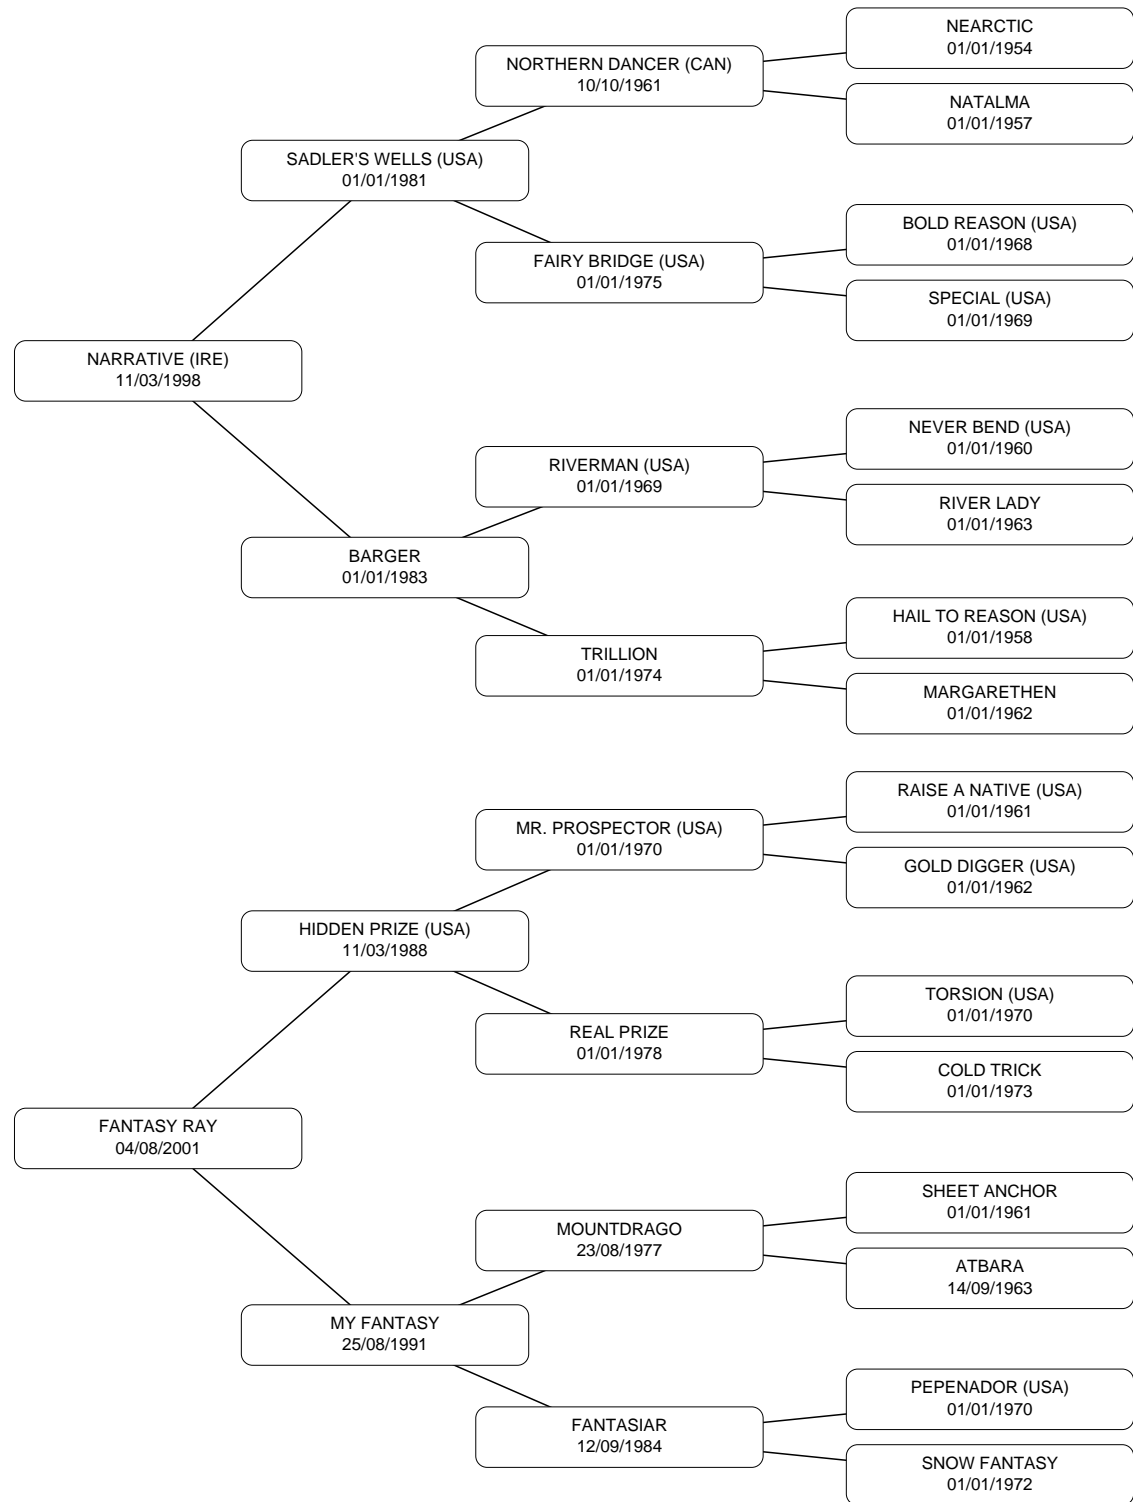 NEARCTIC
01/01/1954
NORTHERN DANCER (CAN)
10/10/1961
NATALMA
01/01/1957
SADLER'S WELLS (USA)
01/01/1981
BOLD REASON (USA)
01/01/1968
FAIRY BRIDGE (USA)
01/01/1975
SPECIAL (USA)
01/01/1969
NARRATIVE (IRE)
11/03/1998
NEVER BEND (USA)
01/01/1960
RIVERMAN (USA)
01/01/1969
RIVER LADY
01/01/1963
BARGER
01/01/1983
HAIL TO REASON (USA)
01/01/1958
TRILLION
01/01/1974
MARGARETHEN
01/01/1962
RAISE A NATIVE (USA)
01/01/1961
MR. PROSPECTOR (USA)
01/01/1970
GOLD DIGGER (USA)
01/01/1962
HIDDEN PRIZE (USA)
11/03/1988
TORSION (USA)
01/01/1970
REAL PRIZE
01/01/1978
COLD TRICK
01/01/1973
FANTASY RAY
04/08/2001
SHEET ANCHOR
01/01/1961
MOUNTDRAGO
23/08/1977
ATBARA
14/09/1963
MY FANTASY
25/08/1991
PEPENADOR (USA)
01/01/1970
FANTASIAR
12/09/1984
SNOW FANTASY
01/01/1972